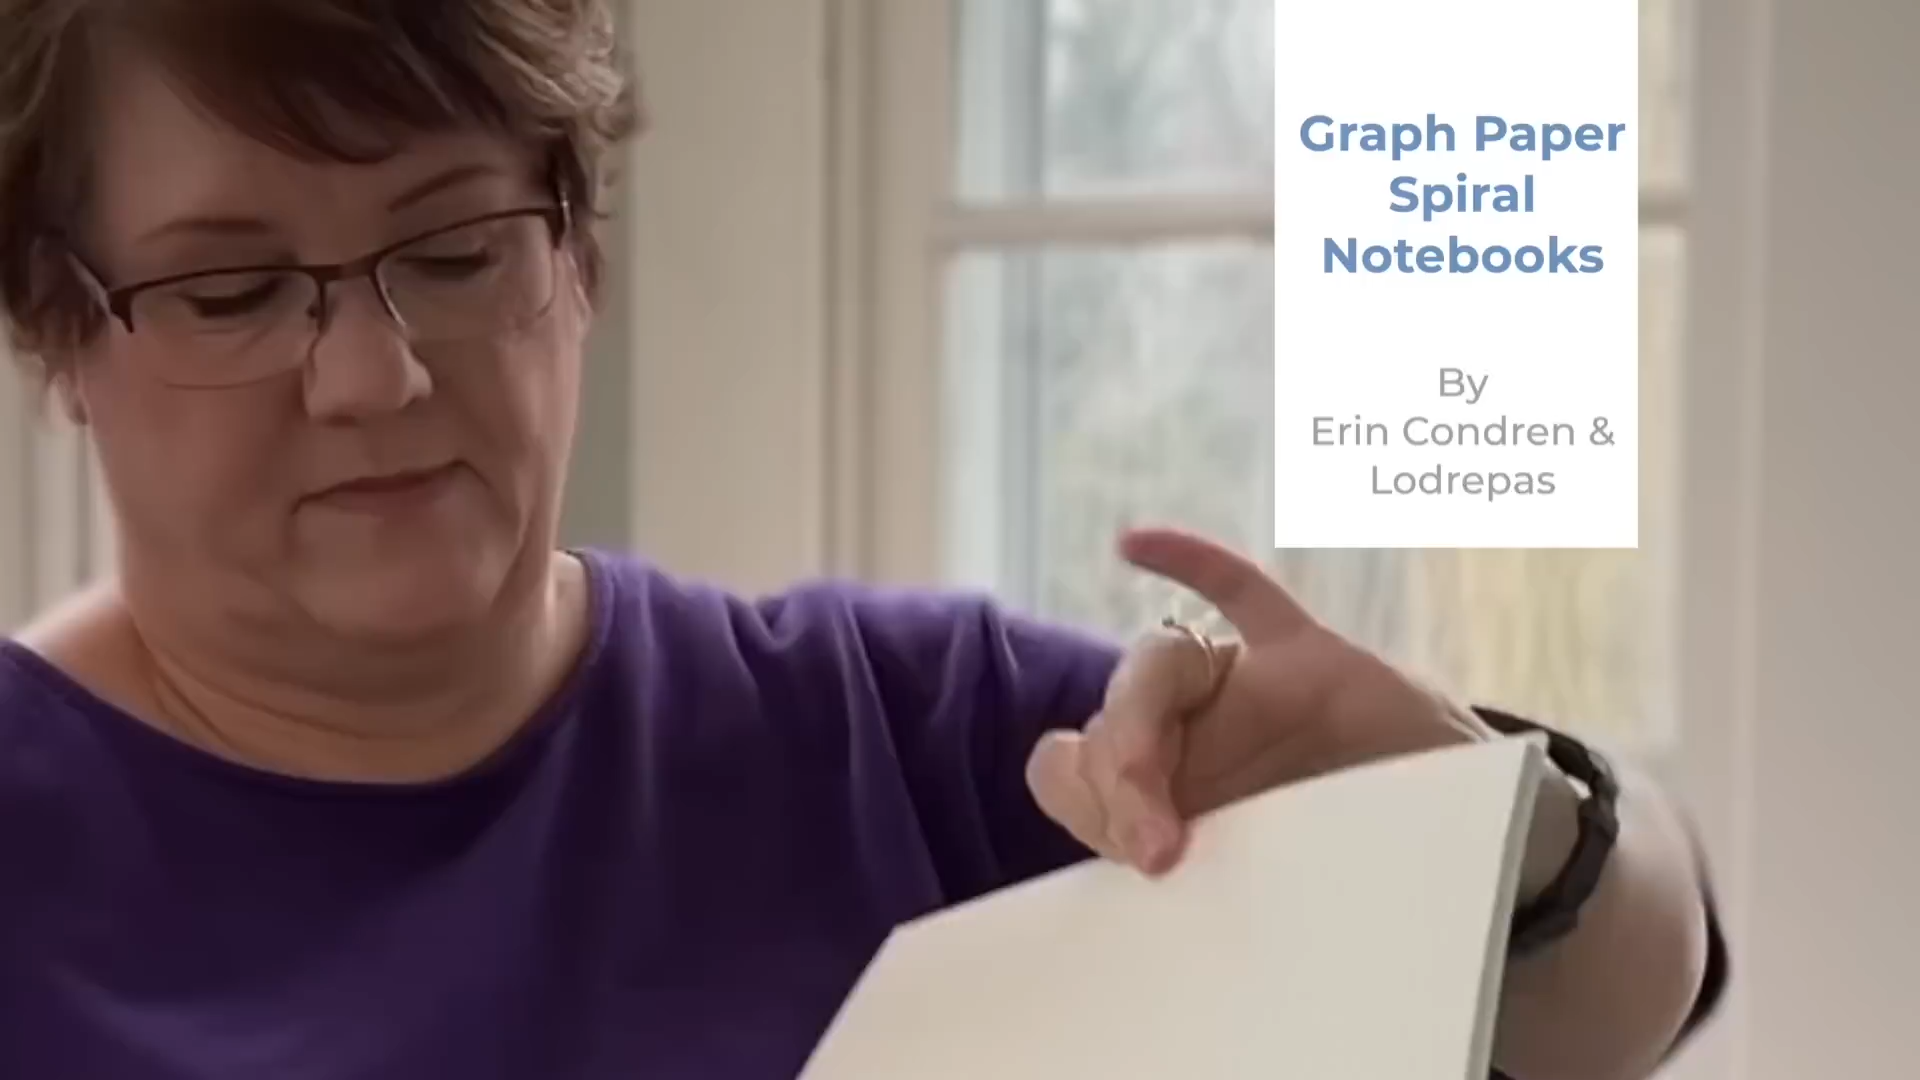 Graph Paper
Spiral
Notebooks
By
Erin Condren &
Lodrepas